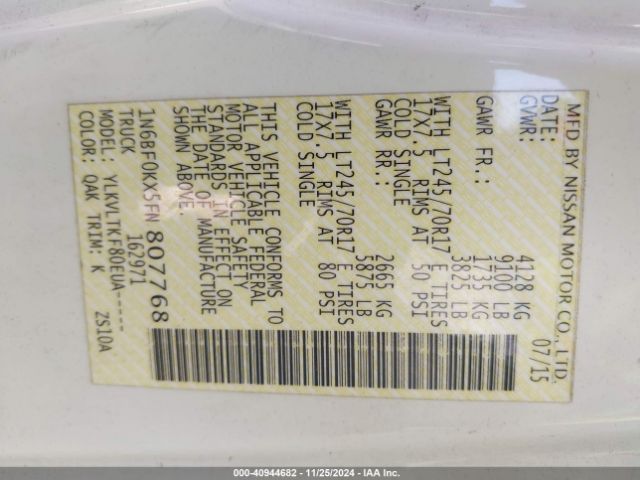 MFD BY NISSAN MOTOR CO., LTD.
DATE: 07/15
GVWR: 4128 KG
9100 LB
GAWR FR.: 1735 KG
3825 LB
WITH LT245/70R17 E TIRES
17X7.5 RIMS AT 50 PSI
COLD SINGLE
GAWR RR.: 2665 KG
5875 LB
WITH LT245/70R17 E TIRES
17X7.5 RIMS AT 80 PSI
COLD SINGLE
THIS VEHICLE CONFORMS TO
ALL APPLICABLE FEDERAL
MOTOR VEHICLE SAFETY
STANDARDS IN EFFECT ON
THE DATE OF MANUFACTURE
SHOWN ABOVE
1N6BF0KX5FN807768
TRUCK 162971
MODEL: YLKVLTKF80EUA-----
COLOR: QAK TRIM: K ZS10A
000-40944682 - 11/25/2024 - IAA Inc.